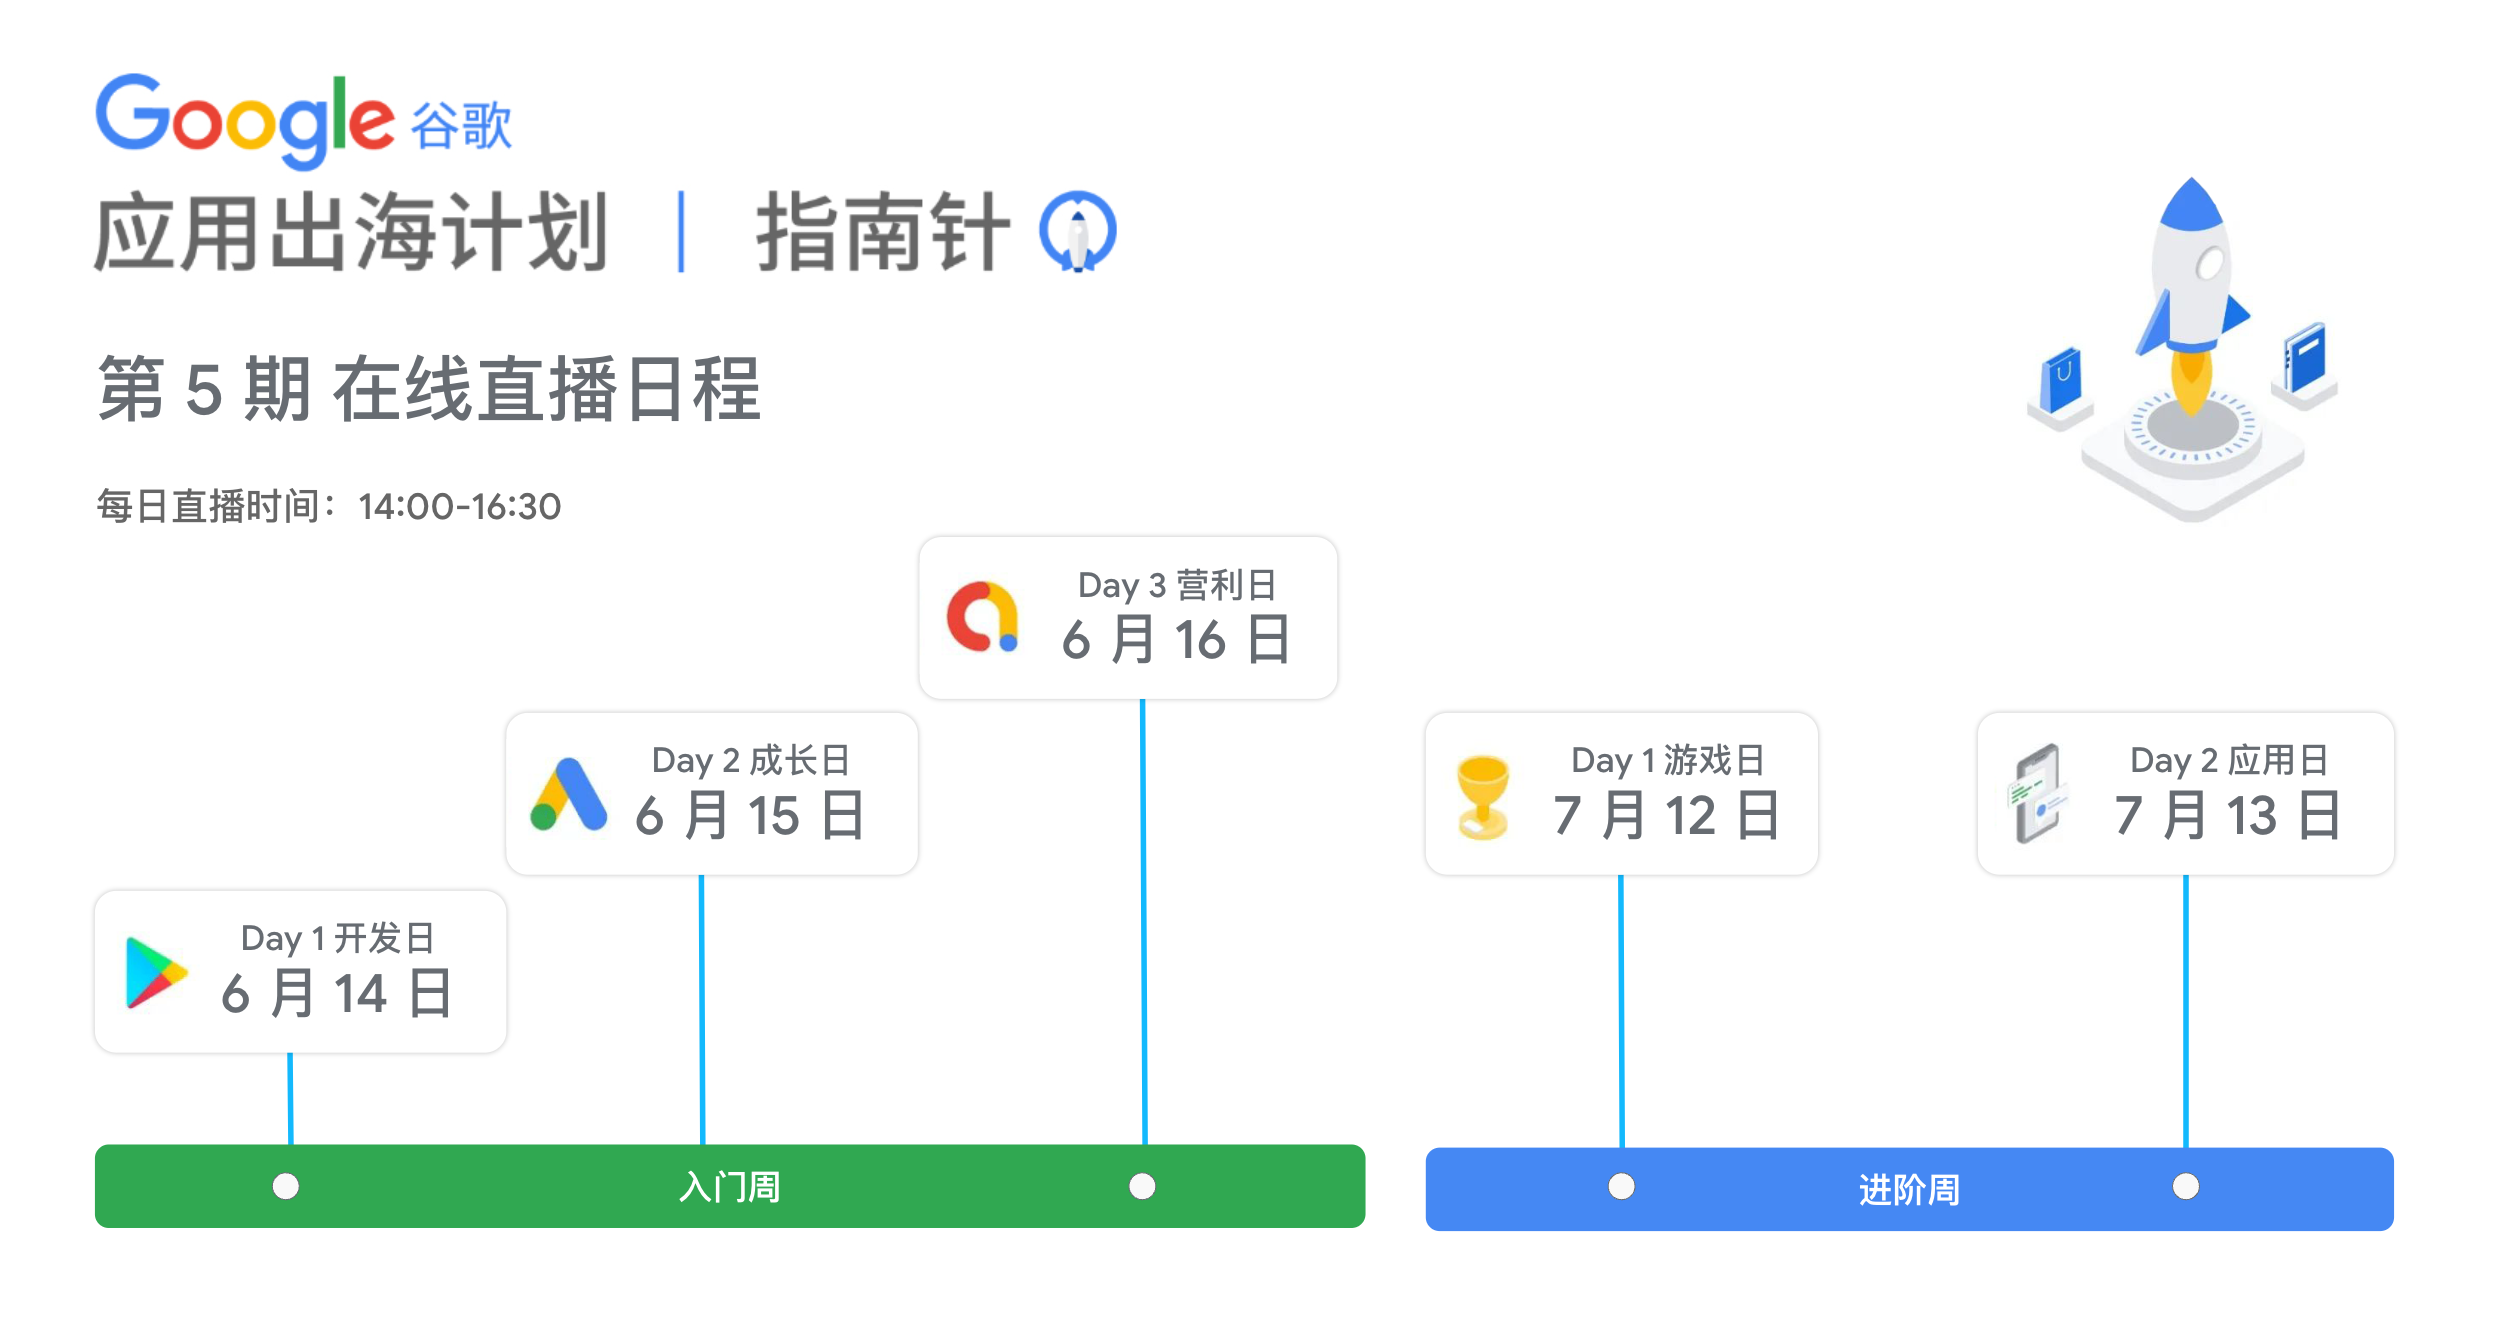 Google 谷歌
应用出海计划 | 指南针
第 5 期 在线直播日程
每日直播时间： 14:00-16:30
Day 3 营利日
6 月 16 日
Day 2 成长日
6 月 15 日
Day 1 游戏日
7 月 12 日
Day 2 应用日
7 月 13 日
Day 1 开发日
6 月 14 日
入门周
进阶周